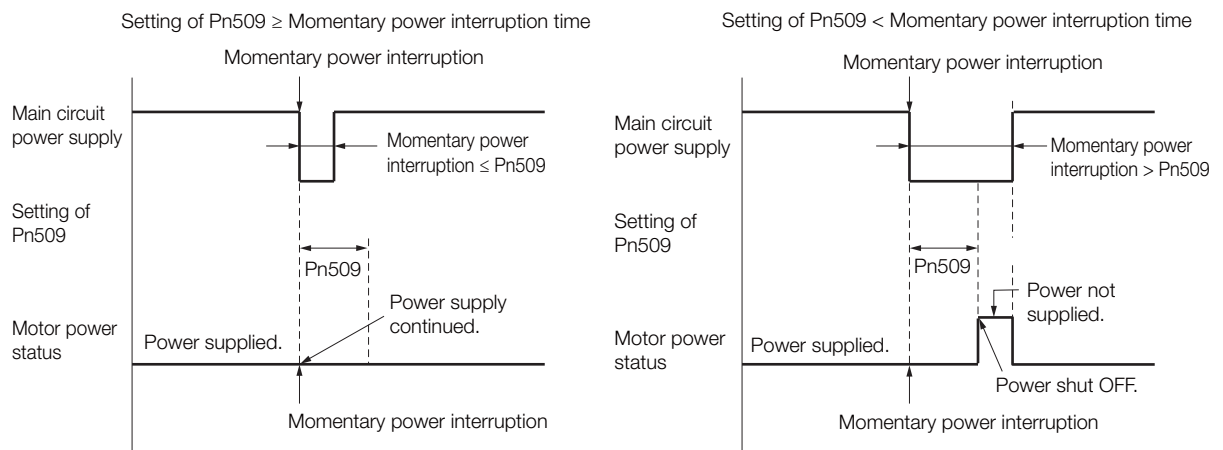 Setting of Pn509 ≥ Momentary power interruption time
Momentary power interruption
Main circuit
power supply
Momentary power
interruption ≤ Pn509
Setting of
Pn509
Pn509
Power supply
continued.
Motor power
status
Power supplied.
Momentary power interruption
Setting of Pn509 < Momentary power interruption time
Momentary power interruption
Main circuit
power supply
Momentary power
interruption > Pn509
Setting of
Pn509
Pn509
Power not
supplied.
Motor power
status
Power supplied.
Power shut OFF.
Momentary power interruption